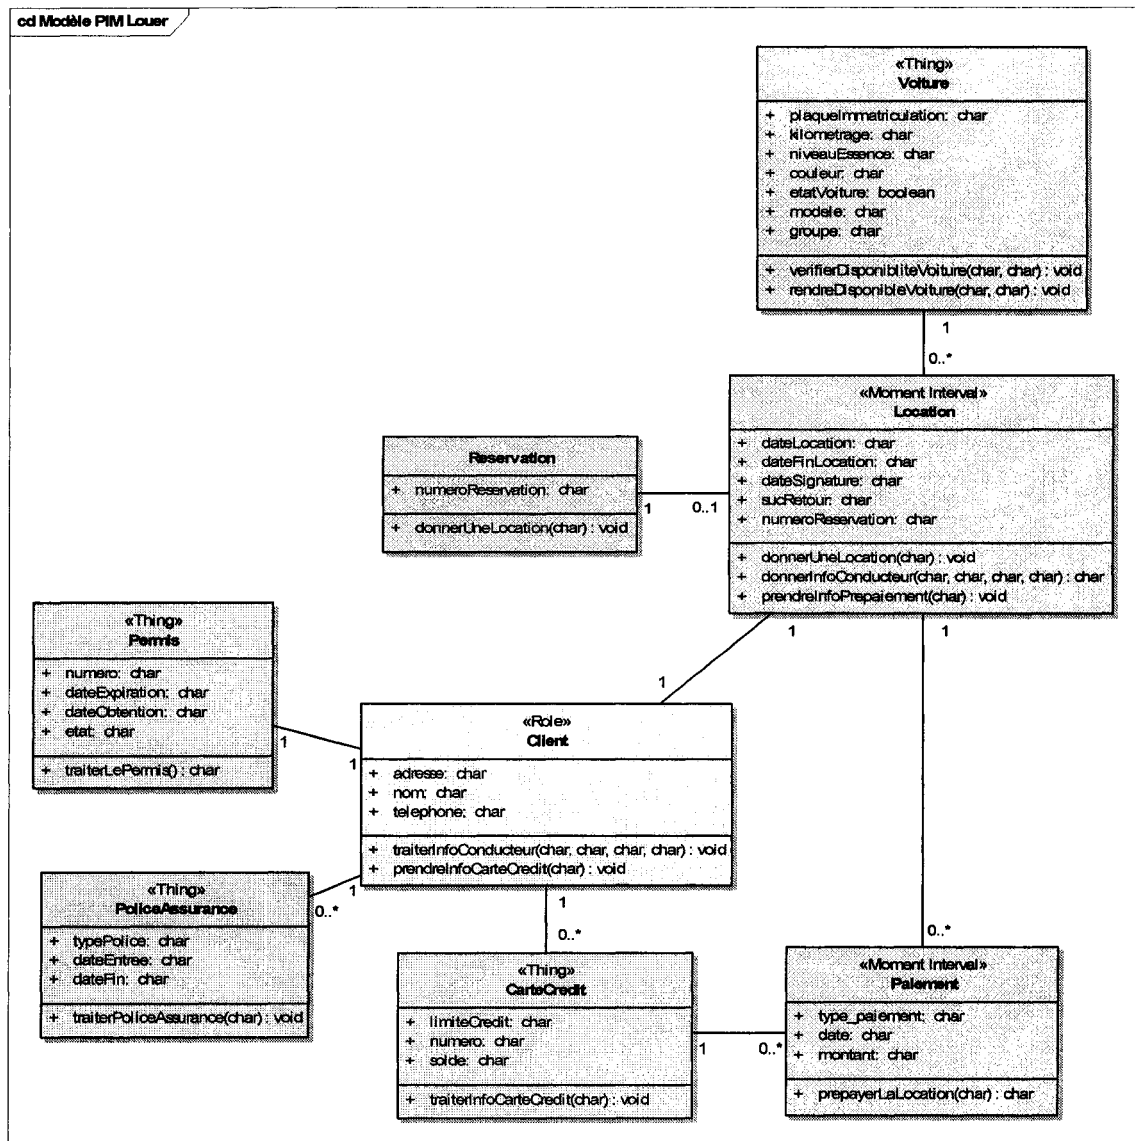 cd Modèle PIM Louer
«Thing»
Voiture
+ plaqueImmatriculation: char
+ kilometrage: char
+ niveauEssence: char
+ couleur: char
+ etatVoiture: boolean
+ modele: char
+ groupe: char
+ verifierDisponibliteVoiture(char, char) : void
+ rendreDisponibleVoiture(char, char) : void
1
0..*
«Moment Interval»
Location
+ dateLocation: char
+ dateFinLocation: char
+ dateSignature: char
+ sucRetour: char
+ numeroReservation: char
+ donnerUneLocation(char) : void
+ donnerInfoConducteur(char, char, char, char) : char
+ prendreInfoPrepaiement(char) : void
Reservation
+ numeroReservation: char
+ donnerUneLocation(char) : void
1
0..1
1
1
1
«Thing»
Permis
+ numero: char
+ dateExpiration: char
+ dateObtention: char
+ etat: char
+ traiterLePermis() : char
1
1
«Role»
Client
+ adresse: char
+ nom: char
+ telephone: char
+ traiterInfoConducteur(char, char, char, char) : void
+ prendreInfoCarteCredit(char) : void
«Thing»
PoliceAssurance
+ typePolice: char
+ dateEntree: char
+ dateFin: char
+ traiterPoliceAssurance(char) : void
1
0..*
1
0..*
0..*
«Thing»
CarteCredit
+ limiteCredit: char
+ numero: char
+ solde: char
+ traiterInfoCarteCredit(char) : void
1
0..*
«Moment Interval»
Paiement
+ type_paiement: char
+ date: char
+ montant: char
+ prepayerLaLocation(char) : char